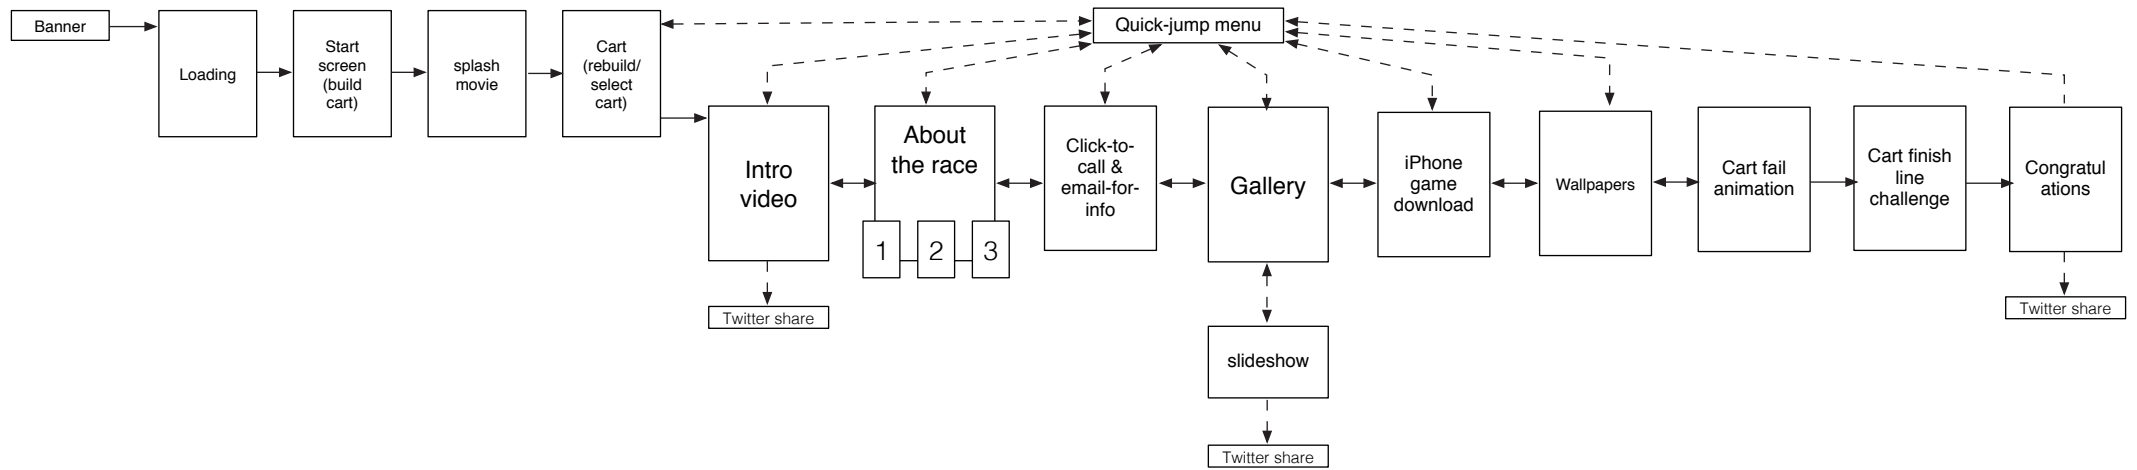 Banner
Loading
Start
screen
(build
cart)
splash
movie
Cart
(rebuild/
select
cart)
Quick-jump menu
Intro
video
Twitter share
About
the race
1
2
3
Click-to-
call &
email-for-
info
Gallery
slideshow
Twitter share
iPhone
game
download
Wallpapers
Cart fail
animation
Cart finish
line
challenge
Congratul
ations
Twitter share